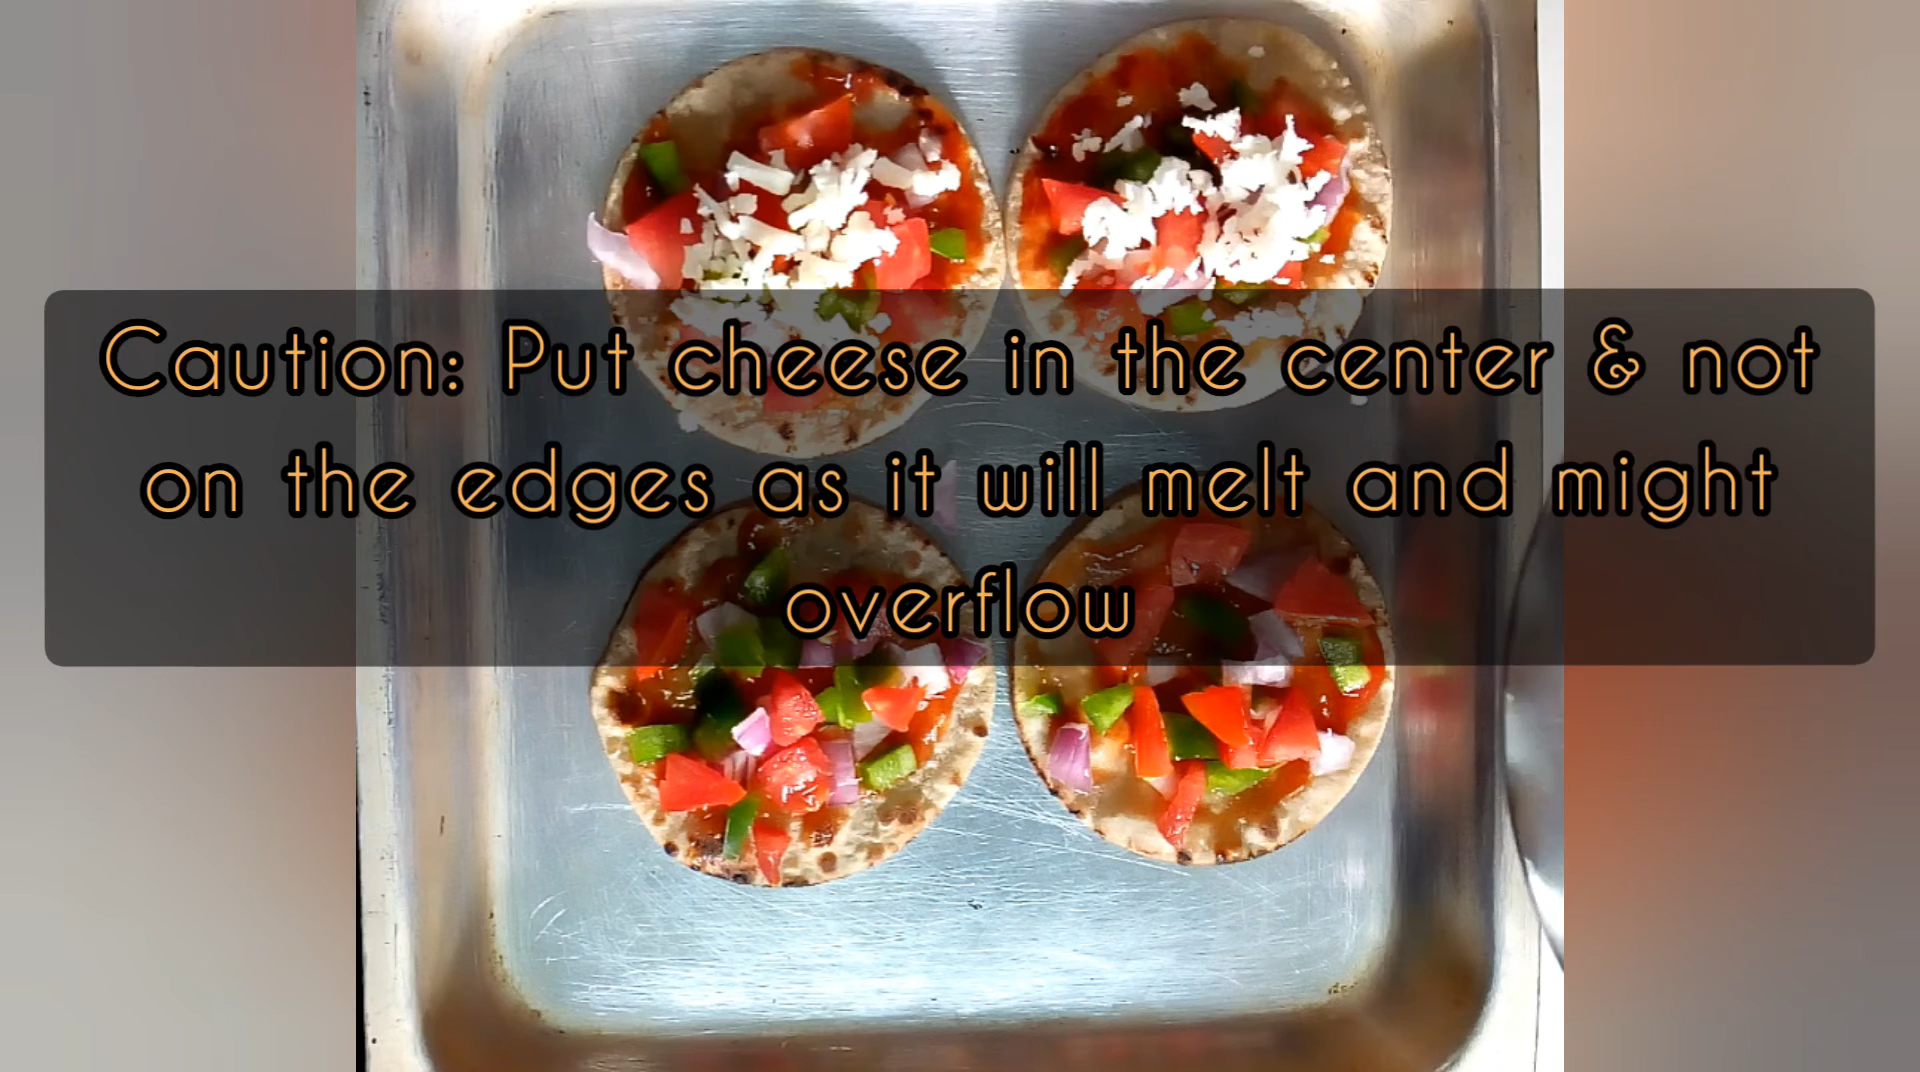 Caution: Put cheese in the center & not
on the edges as it will melt and might
overflow